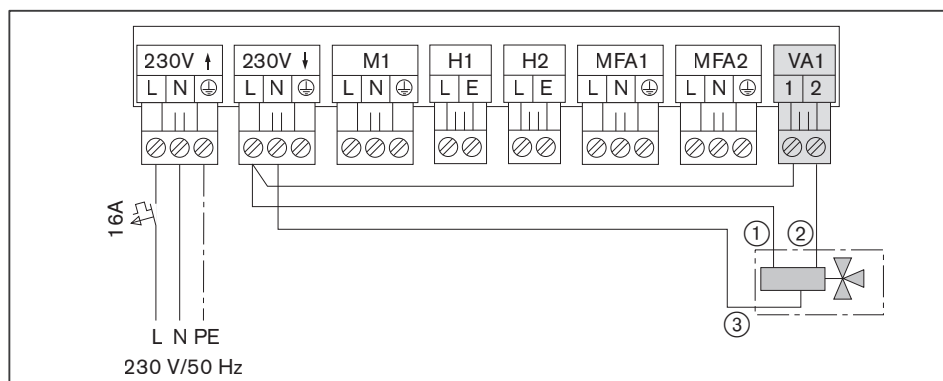 230V ↑ 230V ↓ M1 H1 H2 MFA1 MFA2 VA1
L N ⏚ L N ⏚ L N ⏚ L E L E L N ⏚ L N ⏚ 1 2
16A
① ②
③
L N PE
230 V/50 Hz